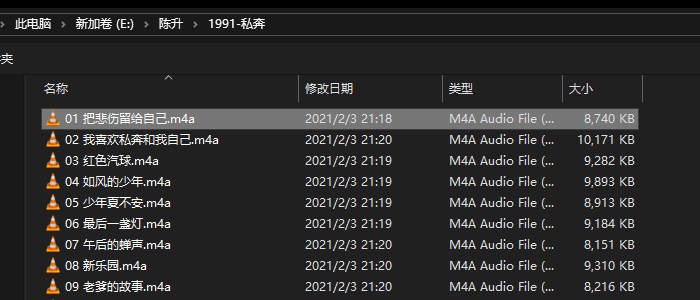 此电脑 > 新加卷 (E:) > 陈升 > 1991-私奔
夹
名称 修改日期 类型 大小
01 把悲伤留给自己.m4a 2021/2/3 21:18 M4A Audio File (... 8,740 KB
02 我喜欢私奔和我自己.m4a 2021/2/3 21:20 M4A Audio File (... 10,171 KB
03 红色汽球.m4a 2021/2/3 21:19 M4A Audio File (... 9,282 KB
04 如风的少年.m4a 2021/2/3 21:19 M4A Audio File (... 9,893 KB
05 少年夏不安.m4a 2021/2/3 21:19 M4A Audio File (... 8,913 KB
06 最后一盏灯.m4a 2021/2/3 21:19 M4A Audio File (... 9,184 KB
07 午后的蝉声.m4a 2021/2/3 21:20 M4A Audio File (... 8,151 KB
08 新乐园.m4a 2021/2/3 21:20 M4A Audio File (... 9,310 KB
09 老爹的故事.m4a 2021/2/3 21:20 M4A Audio File (... 8,216 KB